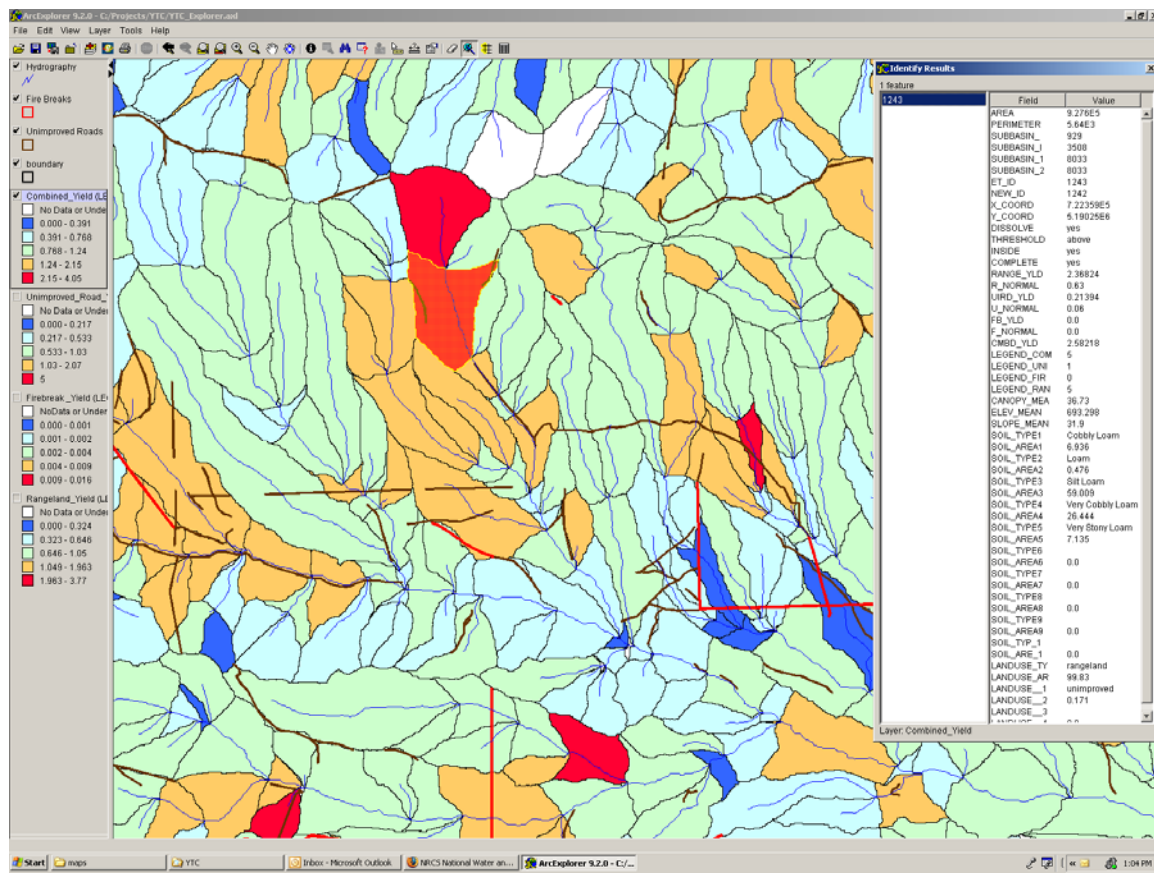 ArcExplorer 9.2.0 - C:/Projects/YTC/YTC_Explorer.axl
File Edit View Layer Tools Help
Hydrography
Fire Breaks
Unimproved Roads
boundary
Combined_Yield (LE
No Data or Unde
0.000 - 0.391
0.391 - 0.768
0.768 - 1.24
1.24 - 2.15
2.15 - 4.05
Unimproved_Road_
No Data or Under
0.000 - 0.217
0.217 - 0.533
0.533 - 1.03
1.03 - 2.07
5
Firebreak_Yield (LE
NoData or Under
0.000 - 0.001
0.001 - 0.002
0.002 - 0.004
0.004 - 0.009
0.009 - 0.016
Rangeland_Yield (LE
No Data or Under
0.000 - 0.324
0.323 - 0.646
0.646 - 1.05
1.049 - 1.963
1.963 - 3.77
Identify Results
1 feature
1243
Field Value
AREA 9.276E5
PERIMETER 5.64E3
SUBBASIN_ 929
SUBBASIN_I 3508
SUBBASIN_1 8033
SUBBASIN_2 8033
ET_ID 1243
NEW_ID 1242
X_COORD 7.22359E5
Y_COORD 5.19025E6
DISSOLVE yes
THRESHOLD above
INSIDE yes
COMPLETE yes
RANGE_YLD 2.36824
R_NORMAL 0.63
UIRD_YLD 0.21394
U_NORMAL 0.06
FB_YLD 0.0
F_NORMAL 0.0
CMBD_YLD 2.58218
LEGEND_COM 5
LEGEND_UNI 1
LEGEND_FIR 0
LEGEND_RAN 5
CANOPY_MEA 36.73
ELEV_MEAN 693.298
SLOPE_MEAN 31.9
SOIL_TYPE1 Cobbly Loam
SOIL_AREA1 6.936
SOIL_TYPE2 Loam
SOIL_AREA2 0.476
SOIL_TYPE3 Silt Loam
SOIL_AREA3 59.009
SOIL_TYPE4 Very Cobbly Loam
SOIL_AREA4 26.444
SOIL_TYPE5 Very Stony Loam
SOIL_AREA5 7.135
SOIL_TYPE6
SOIL_AREA6 0.0
SOIL_TYPE7
SOIL_AREA7 0.0
SOIL_TYPE8
SOIL_AREA8 0.0
SOIL_TYPE9
SOIL_AREA9 0.0
SOIL_TYP_1
SOIL_ARE_1 0.0
LANDUSE_TY rangeland
LANDUSE_AR 99.83
LANDUSE__1 unimproved
LANDUSE__2 0.171
LANDUSE__3
Layer: Combined_Yield
Start maps YTC Inbox - Microsoft Outlook NRCS National Water an... ArcExplorer 9.2.0 - C:/... 1:04 PM